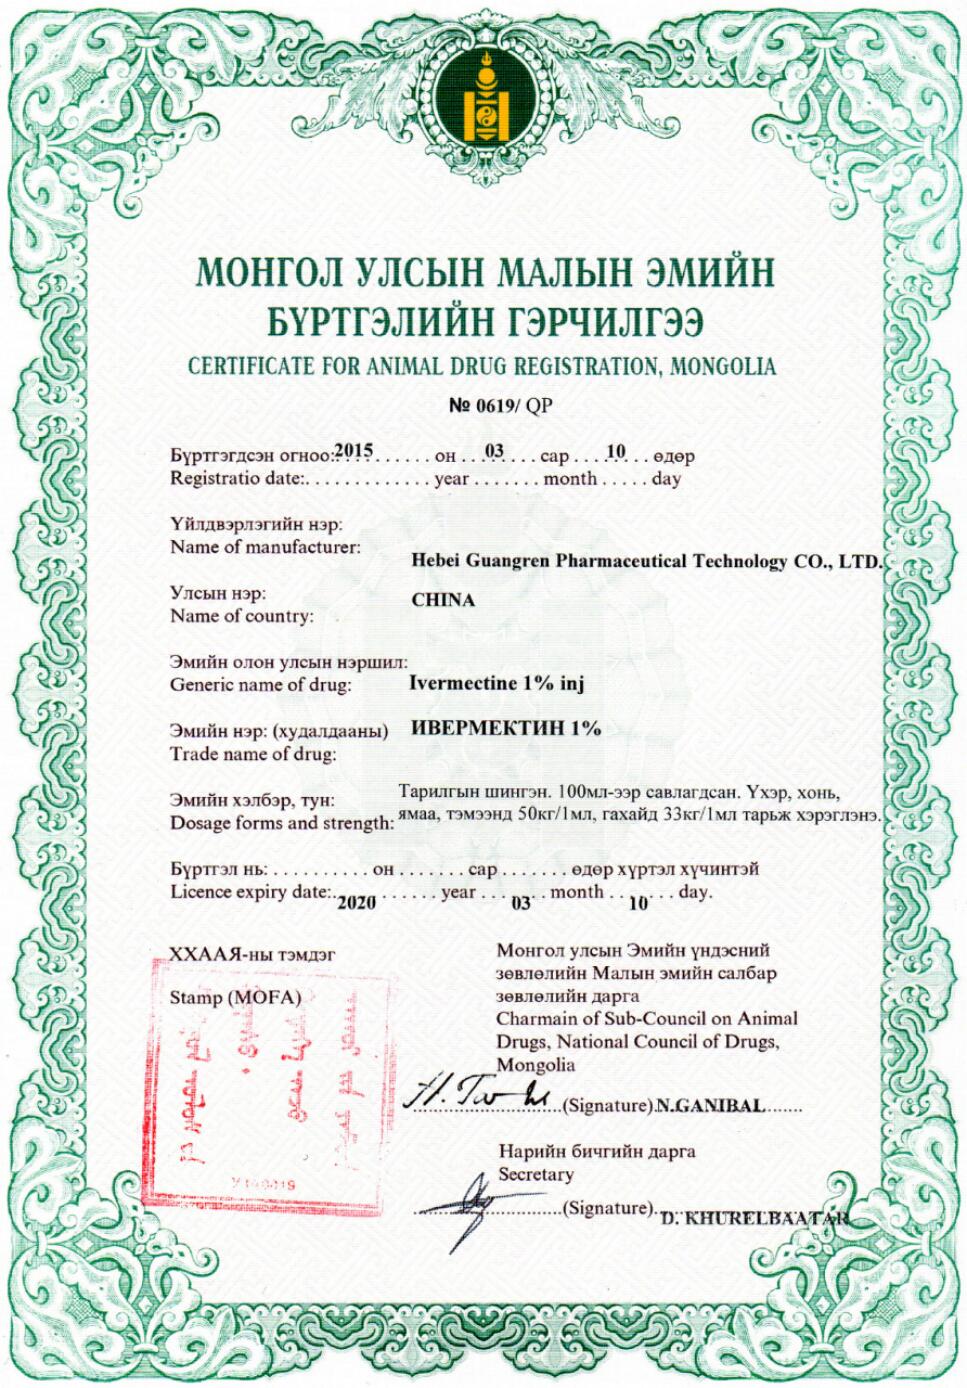 МОНГОЛ УЛСЫН МАЛЫН ЭМИЙН
БҮРТГЭЛИЙН ГЭРЧИЛГЭЭ
CERTIFICATE FOR ANIMAL DRUG REGISTRATION, MONGOLIA
№ 0619/ QP
Бүртгэгдсэн огноо:2015......он...03...сар....10...өдөр
Registratio date:.............year.......month.....day
Үйлдвэрлэгийн нэр:
Name of manufacturer:
Hebei Guangren Pharmaceutical Technology CO., LTD.
Улсын нэр:
CHINA
Name of country:
Эмийн олон улсын нэршил:
Generic name of drug: Ivermectine 1% inj
Эмийн нэр: (худалдааны) ИВЕРМЕКТИН 1%
Trade name of drug:
Тарилгын шингэн. 100мл-ээр савлагдсан. Үхэр, хонь,
Эмийн хэлбэр, тун:
ямаа, тэмээнд 50кг/1мл, гахайд 33кг/1мл тарьж хэрэглэнэ.
Dosage forms and strength:
Бүртгэл нь:..........он.......сар.......өдөр хүртэл хүчинтэй
Licence expiry date:..........year.......month.......day.
2020 03 10
ХХААЯ-ны тэмдэг
Stamp (MOFA)
Монгол улсын Эмийн үндэсний
зөвлөлийн Малын эмийн салбар
зөвлөлийн дарга
Charmain of Sub-Council on Animal
Drugs, National Council of Drugs,
Mongolia
(Signature).N.GANIBAL
Нарийн бичгийн дарга
Secretary
(Signature)..D. KHURELBAATAR